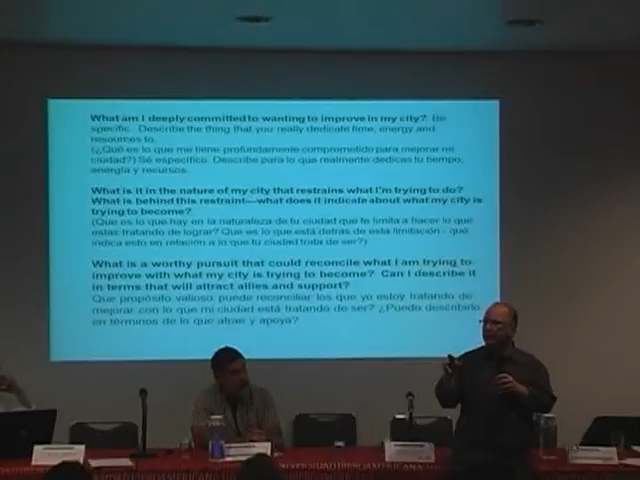 What am I deeply committed to wanting to improve in my city? Be
specific. Describe the thing that you really dedicate time, energy and
resources to.
(¿Qué es lo que me tiene profundamente comprometido para mejorar mi
ciudad?) Sé específico. Describe para lo que realmente dedicas tu tiempo,
energía y recursos.
What is it in the nature of my city that restrains what I'm trying to do?
What is behind this restraint—what does it indicate about what my city is
trying to become?
(Que es lo que hay en la naturaleza de tu ciudad que te limita a hacer lo que
estas tratando de lograr? Que es lo que está detrás de esta limitación - qué
indica esto en relación a lo que tu ciudad trata de ser?)
What is a worthy pursuit that could reconcile what I am trying to
improve with what my city is trying to become? Can I describe it
in terms that will attract allies and support?
Que propósito valioso puede reconciliar los que yo estoy tratando de
mejorar con lo que mi ciudad está tratando de ser? ¿Puedo describirlo
en términos de lo que atrae y apoya?
UNIVERSIDAD IBEROAMERICANA